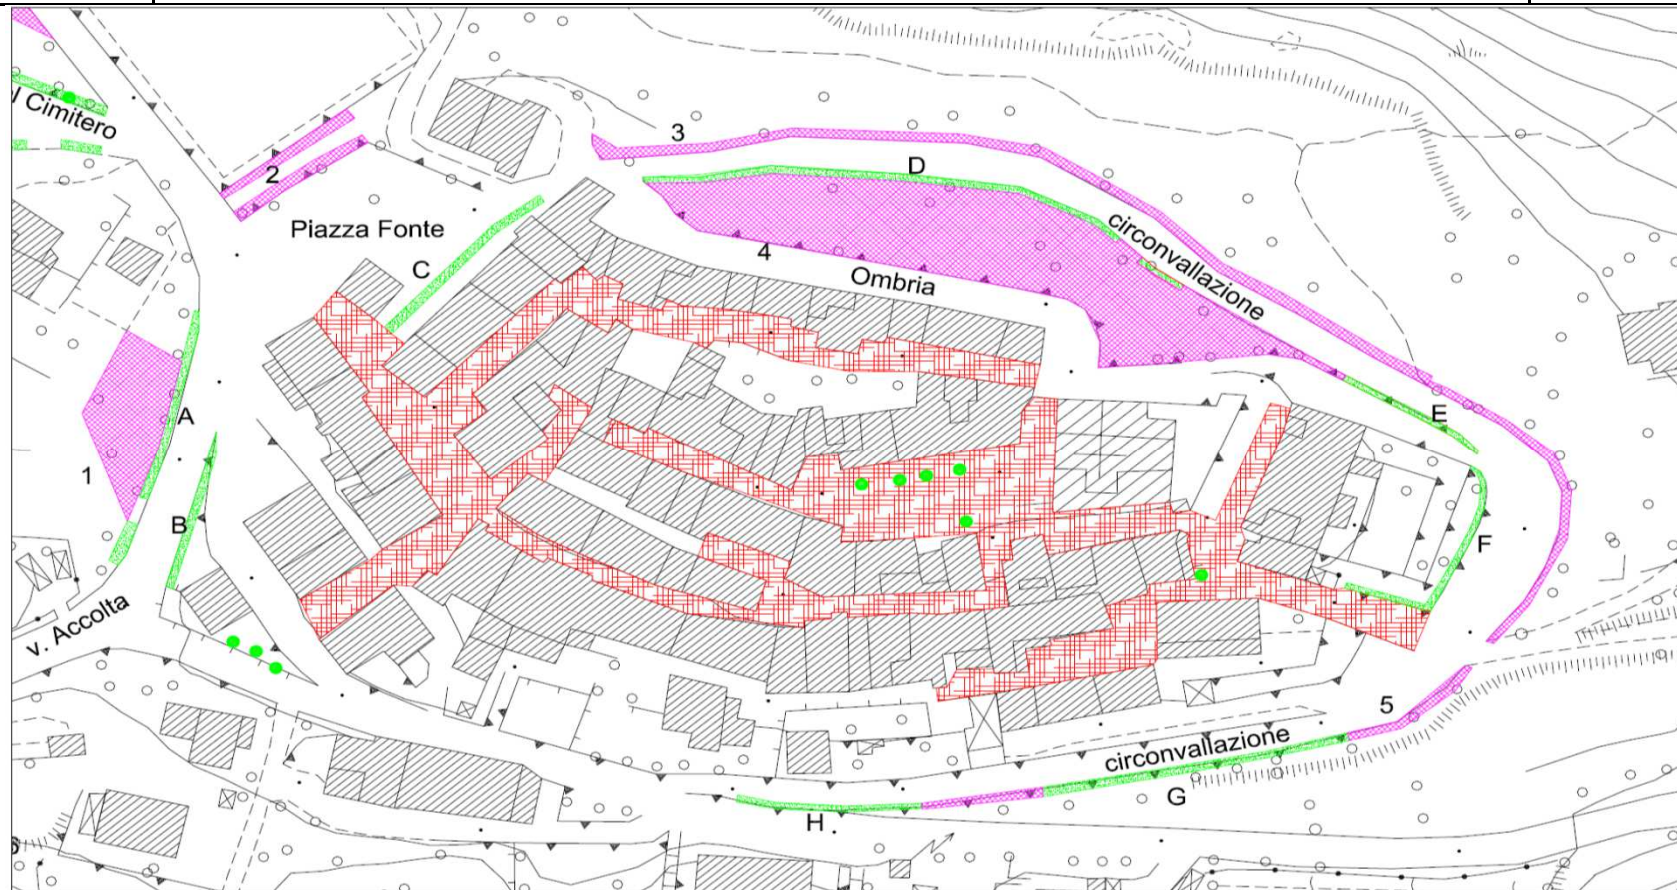 l Cimitero
2
3
D
Piazza Fonte
circonvallazione
4
C
Ombria
A
E
1
B
F
v. Accolta
5
circonvallazione
G
H